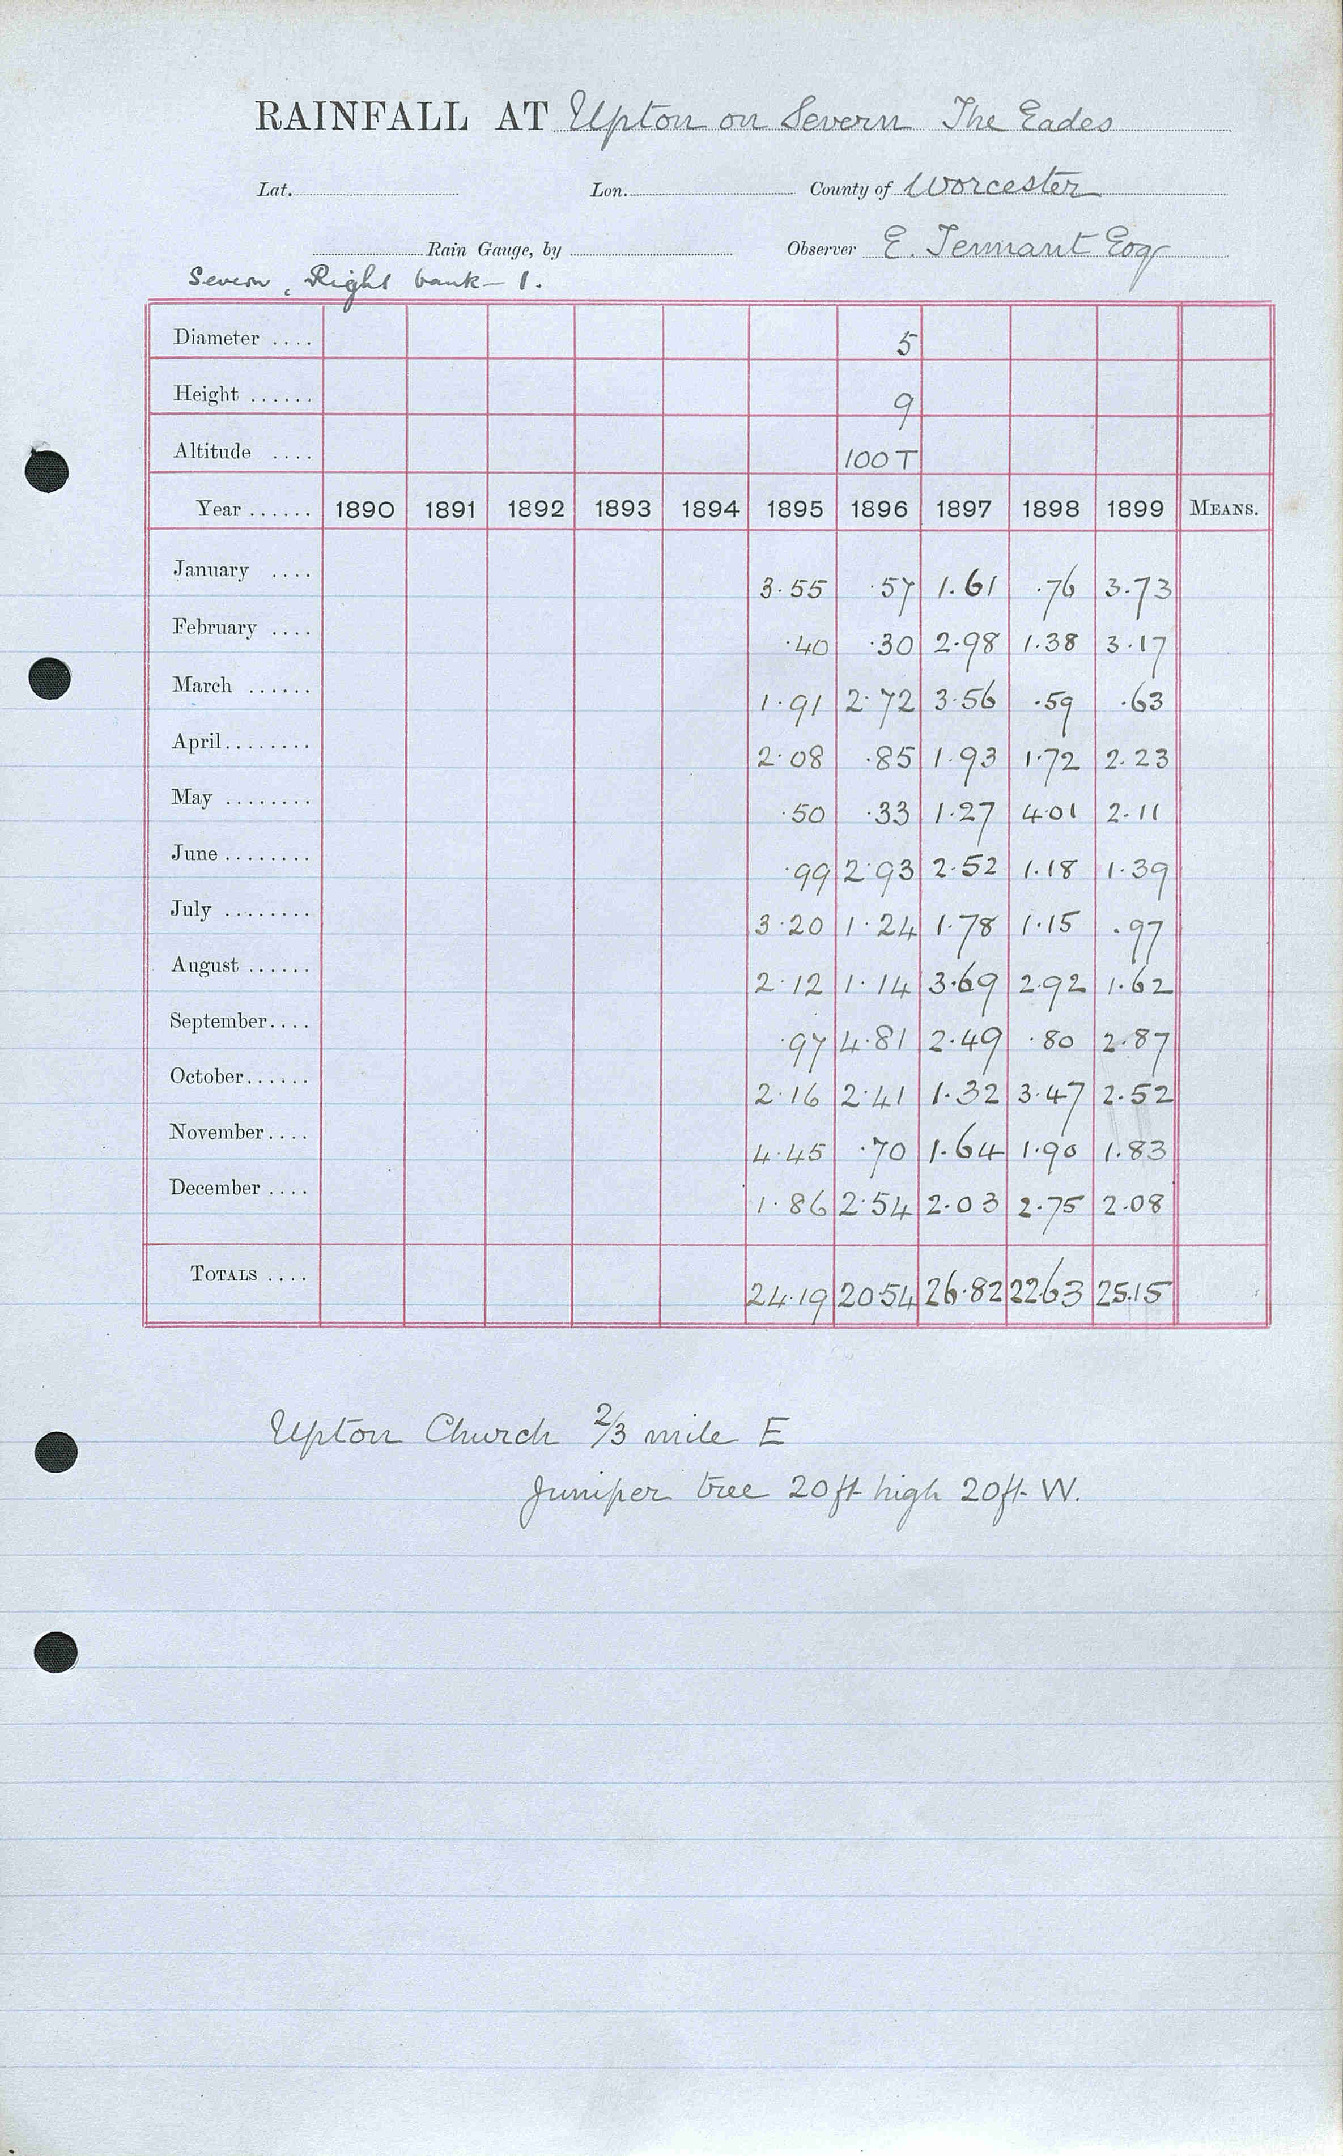 RAINFALL AT Upton on Severn The Eades
Lat. Lon. County of Worcester
Rain Gauge, by Observer E. Tennant Esq
Severn, Right bank – 1.
Diameter .... 5
Height ...... 9
Altitude .... 100 T
Year ...... 1890 1891 1892 1893 1894 1895 1896 1897 1898 1899 MEANS.
January .... 3.55 .57 1.61 .76 3.73
February .... .40 .30 2.98 1.38 3.17
March ...... 1.91 2.72 3.56 .59 .63
April........ 2.08 .85 1.93 1.72 2.23
May ........ .50 .33 1.27 4.01 2.11
June ........ .99 2.93 2.52 1.18 1.39
July ........ 3.20 1.24 1.78 1.15 .97
August ...... 2.12 1.14 3.69 2.92 1.62
September.... .97 4.81 2.49 .80 2.87
October...... 2.16 2.41 1.32 3.47 2.52
November.... 4.45 .70 1.64 1.90 1.83
December .... 1.86 2.54 2.03 2.75 2.08
TOTALS .... 24.19 20.54 26.82 22.63 25.15
Upton Church 2/3 mile E
Juniper tree 20ft high 20ft W.